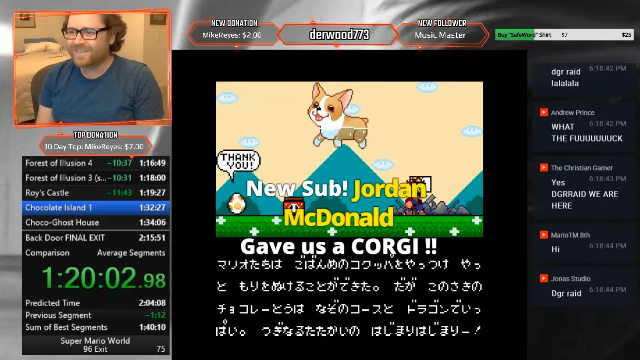 NEW DONATION
MikeReyes: $2.00
derwood773
NEW FOLLOWER
Music Master
Buy "SafeWord" Shirt $7 $25
TOP DONATION
30 Day Top: MikeReyes: $7.00
Forest of Illusion 4 -10:37 1:16:49
Forest of Illusion 3 (s... -10:31 1:18:00
Roy's Castle -11:43 1:19:27
Chocolate Island 1 1:32:27
Choco-Ghost House 1:34:06
Back Door FINAL EXIT 2:15:51
Comparison Average Segments
1:20:02.98
Predicted Time 2:04:08
Previous Segment -1:12
Sum of Best Segments 1:40:10
Super Mario World
96 Exit 75
THANK
YOU!
New Sub! Jordan
McDonald
Gave us a CORGI !!
マリオたちは ごばんめのコクッパをやっつけ やっ
と もりをぬけることができた。 だが このさきの
チョコレーとうは なぞのコースと ドラゴンでいっ
ぱい。 つぎなるたたかいの はじまりはじまりー!
dgr raid
lalalala
6:18:42 PM
Andrew Prince
6:18:42 PM
WHAT
THE FUUUUUUCK
The Christian Gamer
6:18:43 PM
Yes
DGRRAID WE ARE
HERE
MarioTM 8th
6:18:44 PM
Hi
Jonas Studio
6:18:44 PM
Dgr raid